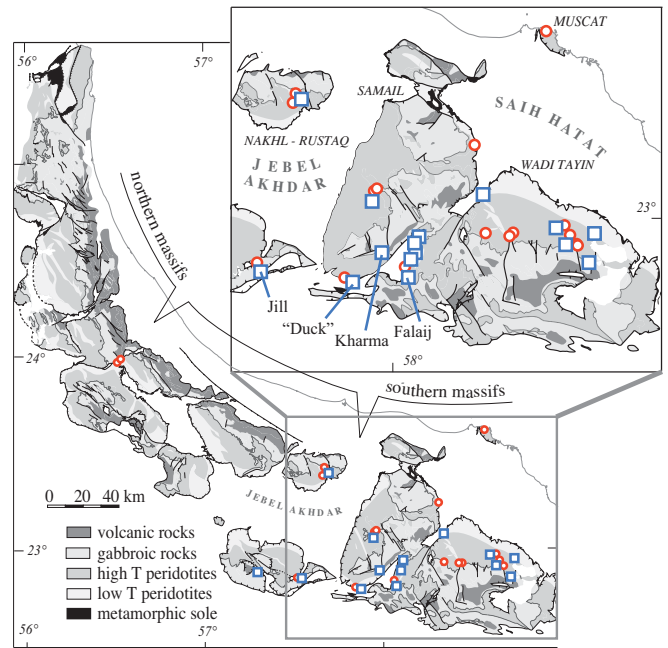 56°
57°
MUSCAT
SAMAIL
SAIH HATAT
NAKHL - RUSTAQ
JEBEL
AKHDAR
WADI TAYIN
23°
northern massifs
Jill
"Duck"
Kharma
Falaij
58°
24°
southern massifs
0 20 40 km
JEBEL AKHDAR
volcanic rocks
gabbroic rocks
high T peridotites
low T peridotites
metamorphic sole
23°
56°
57°